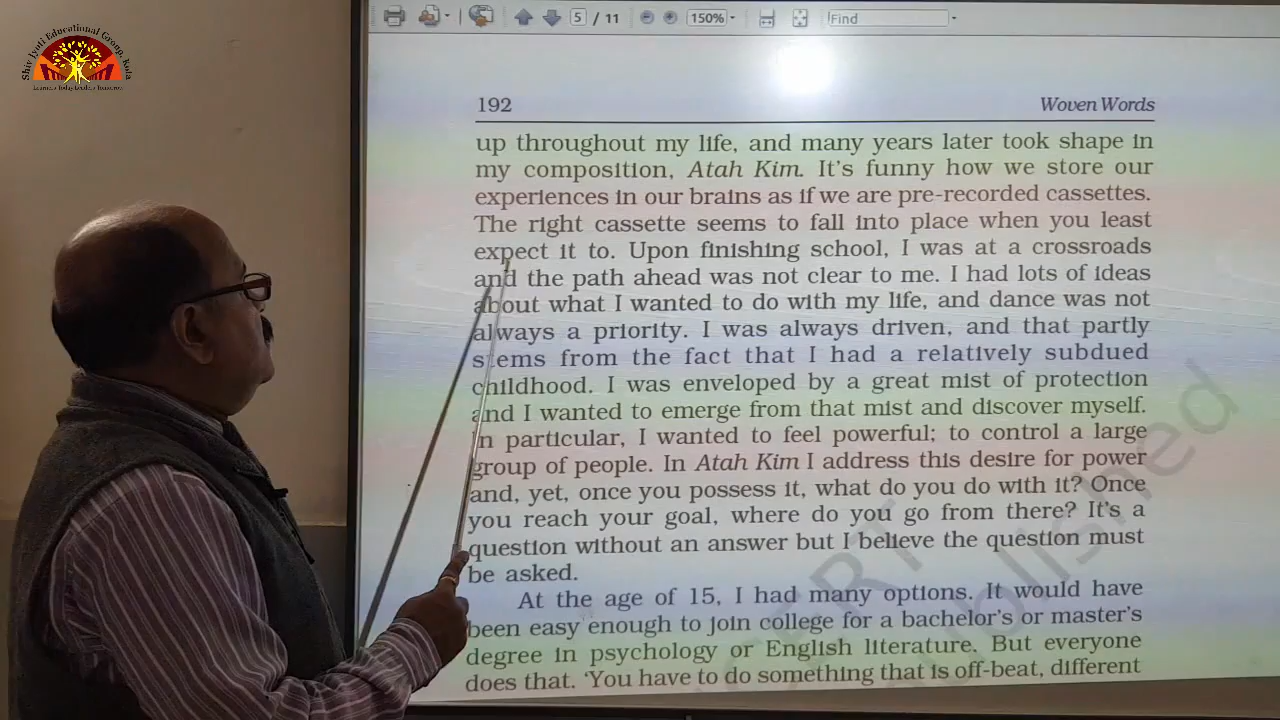 Shiv Jyoti Educational Group, Kota
Learners Today Leaders Tomorrow
5 / 11
150%
Find
192
Woven Words
up throughout my life, and many years later took shape in
my composition, Atah Kim. It's funny how we store our
experiences in our brains as if we are pre-recorded cassettes.
The right cassette seems to fall into place when you least
expect it to. Upon finishing school, I was at a crossroads
and the path ahead was not clear to me. I had lots of ideas
about what I wanted to do with my life, and dance was not
always a priority. I was always driven, and that partly
stems from the fact that I had a relatively subdued
childhood. I was enveloped by a great mist of protection
and I wanted to emerge from that mist and discover myself.
In particular, I wanted to feel powerful; to control a large
group of people. In Atah Kim I address this desire for power
and, yet, once you possess it, what do you do with it? Once
you reach your goal, where do you go from there? It's a
question without an answer but I believe the question must
be asked.
At the age of 15, I had many options. It would have
been easy enough to join college for a bachelor's or master's
degree in psychology or English literature. But everyone
does that. 'You have to do something that is off-beat, different